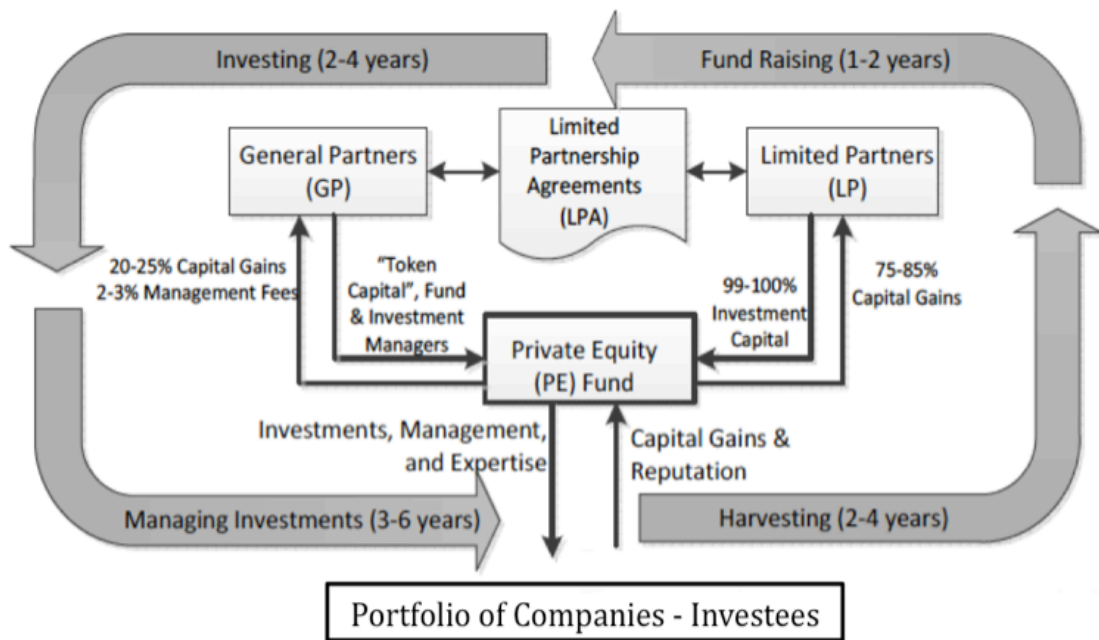 Investing (2-4 years)
Fund Raising (1-2 years)
General Partners
(GP)
Limited
Partnership
Agreements
(LPA)
Limited Partners
(LP)
20-25% Capital Gains
2-3% Management Fees
“Token
Capital”, Fund
& Investment
Managers
99-100%
Investment
Capital
75-85%
Capital Gains
Private Equity
(PE) Fund
Investments, Management,
and Expertise
Capital Gains &
Reputation
Managing Investments (3-6 years)
Harvesting (2-4 years)
Portfolio of Companies - Investees